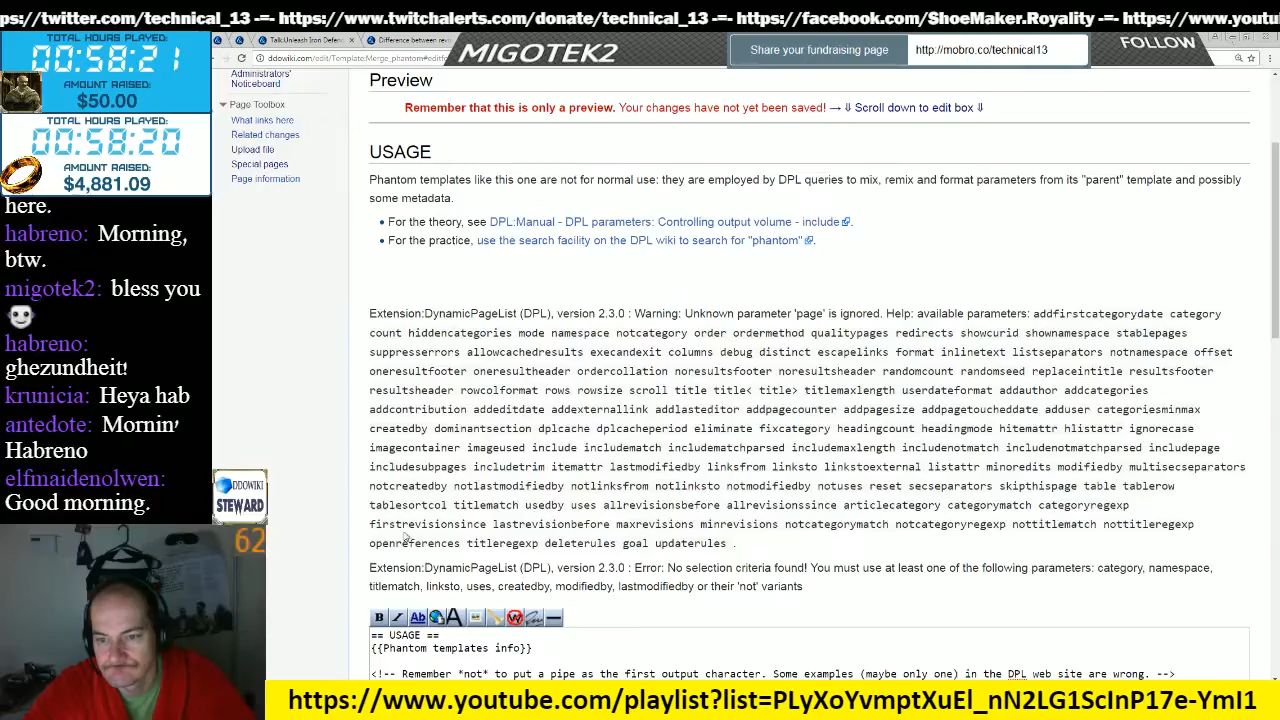 ps://twitter.com/technical_13 -=- https://www.twitchalerts.com/donate/technical_13 -=- https://facebook.com/ShoeMaker.Royality -=- https://www.youtu
TOTAL HOURS PLAYED:
00:58:21
AMOUNT RAISED:
$50.00
TOTAL HOURS PLAYED:
00:58:20
AMOUNT RAISED:
$4,881.09
here.
habreno: Morning,
btw.
migotek2: bless you
habreno:
ghezundheit!
krunicia: Heya hab
antedote: Mornin'
Habreno
elfmaidenolwen:
Good morning.
DDOWIKI
STEWARD
62
Talk:Unleash Iron Defen
Difference between rev
MIGOTEK2
Share your fundraising page
http://mobro.co/technical13
FOLLOW
ddowiki.com/edit/Template:Merge_phantom#editfo
Administrators'
Noticeboard
Page Toolbox
What links here
Related changes
Upload file
Special pages
Page information
Preview
Remember that this is only a preview. Your changes have not yet been saved! → ⇓ Scroll down to edit box ⇓
USAGE
Phantom templates like this one are not for normal use: they are employed by DPL queries to mix, remix and format parameters from its "parent" template and possibly
some metadata.
• For the theory, see DPL:Manual - DPL parameters: Controlling output volume - include.
• For the practice, use the search facility on the DPL wiki to search for "phantom".
Extension:DynamicPageList (DPL), version 2.3.0 : Warning: Unknown parameter 'page' is ignored. Help: available parameters: addfirstcategorydate category
count hiddencategories mode namespace notcategory order ordermethod qualitypages redirects showcurid shownamespace stablepages
suppresserrors allowcachedresults execandexit columns debug distinct escapelinks format inlinetext listseparators notnamespace offset
oneresultfooter oneresultheader ordercollation noresultsfooter noresultsheader randomcount randomseed replaceintitle resultsfooter
resultsheader rowcolformat rows rowsize scroll title title< title> titlemaxlength userdateformat addauthor addcategories
addcontribution addeditdate addexternallink addlasteditor addpagecounter addpagesize addpagetoucheddate adduser categoriesminmax
createdby dominantsection dplcache dplcacheperiod eliminate fixcategory headingcount headingmode hitemattr hlistattr ignorecase
imagecontainer imageused include includematch includematchparsed includemaxlength includenotmatch includenotmatchparsed includepage
includesubpages includetrim itemattr lastmodifiedby linksfrom linksto linkstoexternal listattr minoredits modifiedby multisecseparators
notcreatedby notlastmodifiedby notlinksfrom notlinksto notmodifiedby notuses reset secseparators skipthispage table tablerow
tablesortcol titlematch usedby uses allrevisionsbefore allrevisionssince articlecategory categorymatch categoryregexp
firstrevisionsince lastrevisionbefore maxrevisions minrevisions notcategorymatch notcategoryregexp nottitlematch nottitleregexp
openreferences titleregexp deleterules goal updaterules .
Extension:DynamicPageList (DPL), version 2.3.0 : Error: No selection criteria found! You must use at least one of the following parameters: category, namespace,
titlematch, linksto, uses, createdby, modifiedby, lastmodifiedby or their 'not' variants
B I Ab A W
== USAGE ==
{{Phantom templates info}}
<!-- Remember *not* to put a pipe as the first output character. Some examples (maybe only one) in the DPL web site are wrong. -->
https://www.youtube.com/playlist?list=PLyXoYvmptXuEl_nN2LG1ScInP17e-YmI1